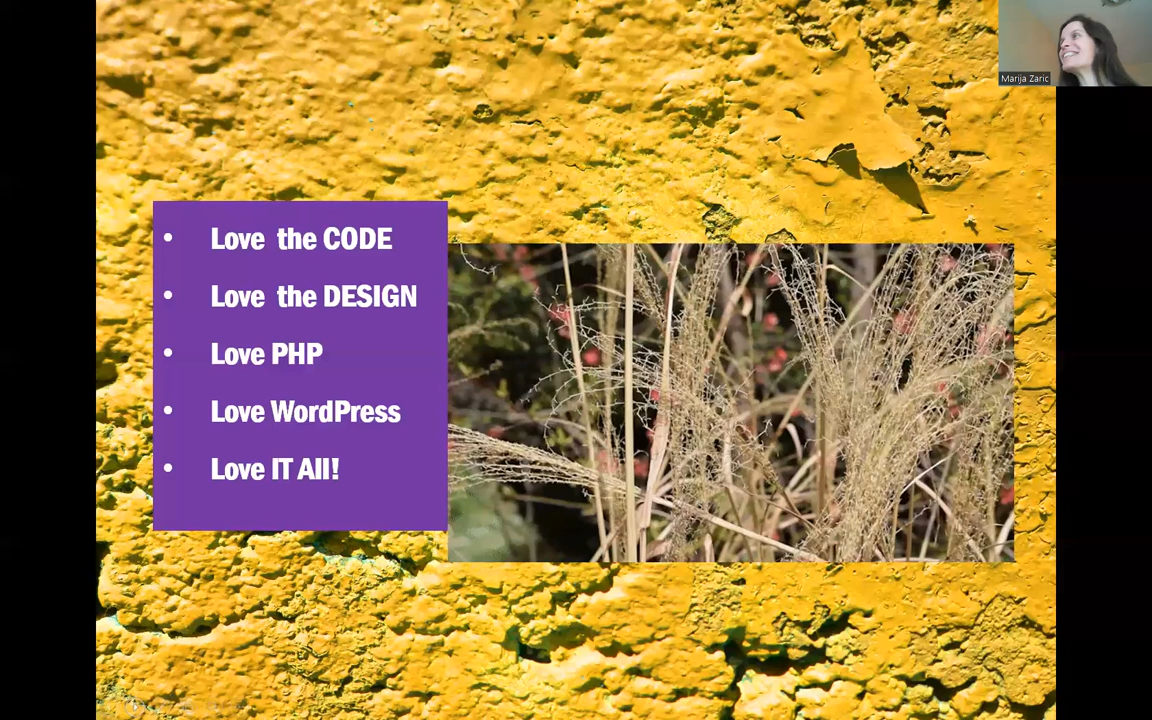 Marija Zaric
Love the CODE
Love the DESIGN
Love PHP
Love WordPress
Love IT All!